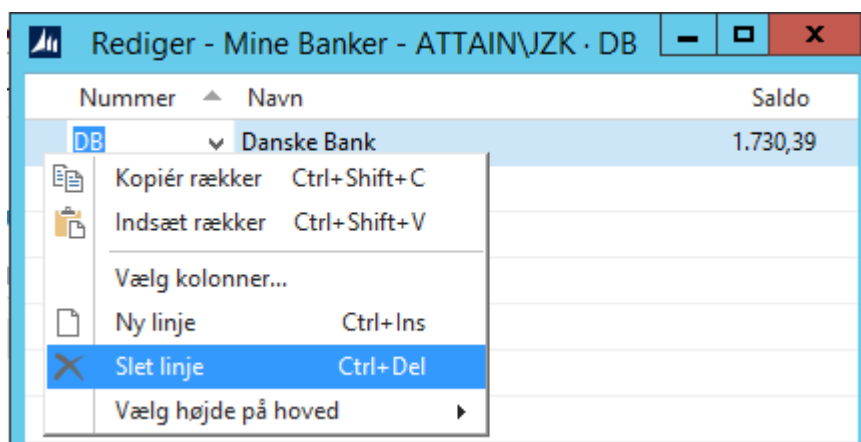 Rediger - Mine Banker - ATTAIN\JZK · DB
Nummer Navn Saldo
DB Danske Bank 1.730,39
Kopiér rækker Ctrl+Shift+C
Indsæt rækker Ctrl+Shift+V
Vælg kolonner...
Ny linje Ctrl+Ins
Slet linje Ctrl+Del
Vælg højde på hoved